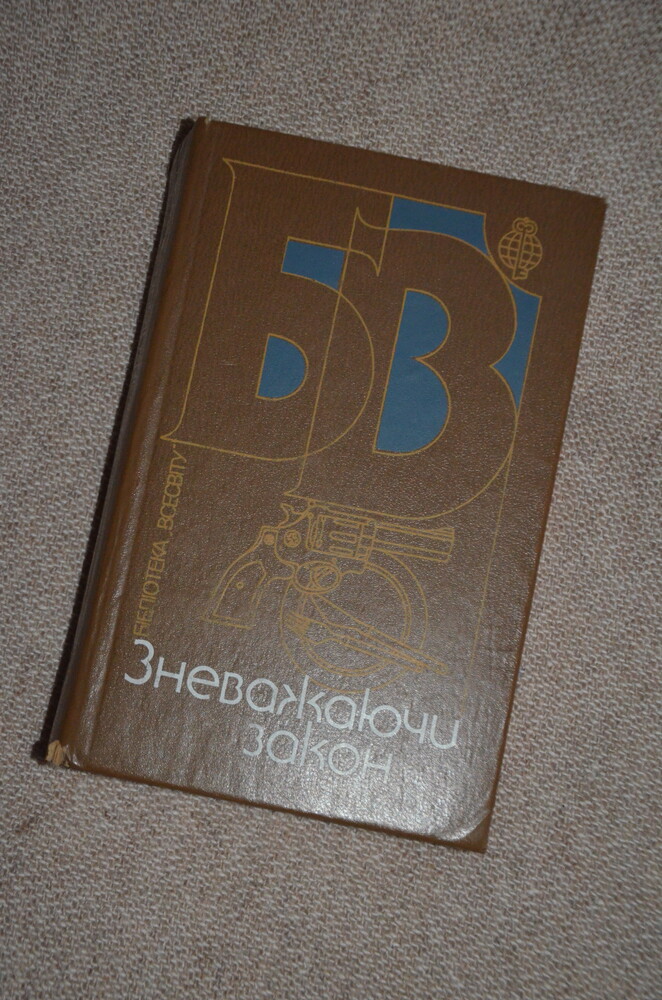 БВ
БІБЛІОТЕКА „ВСЕСВІТУ
Зневажаючи
закон